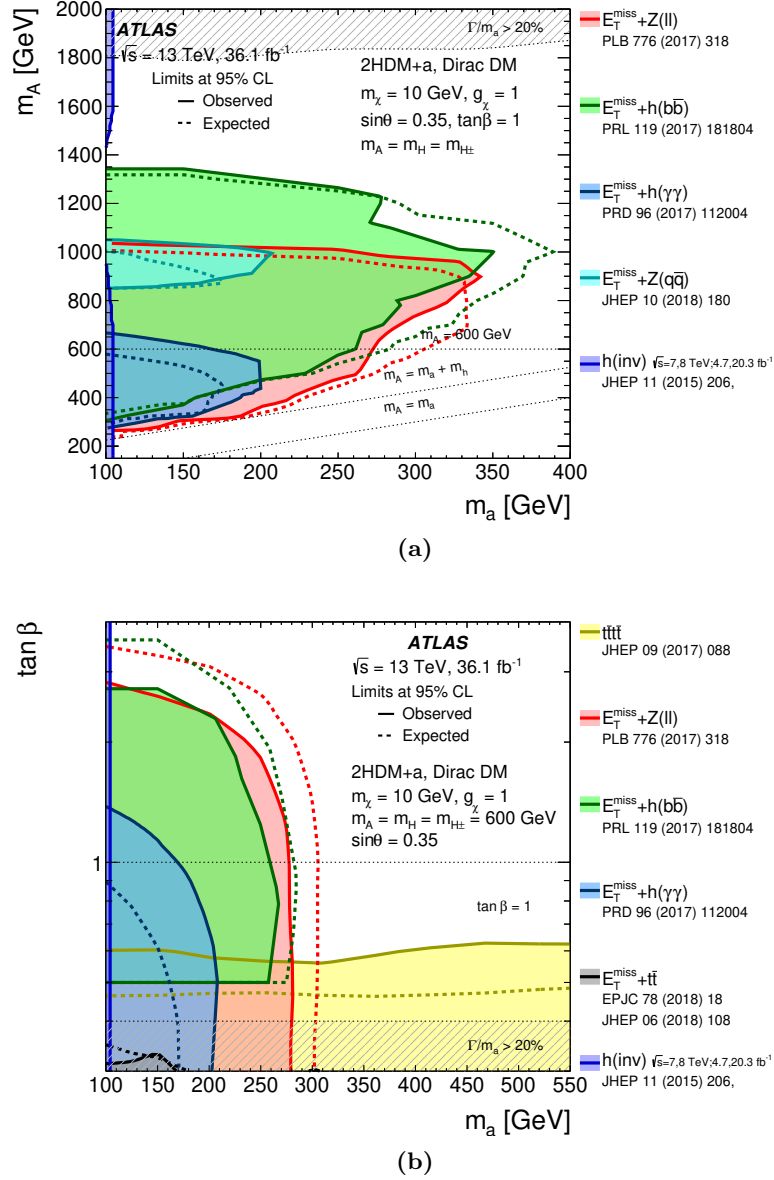 m_A [GeV]
2000
1800
1600
1400
1200
1000
800
600
400
200
ATLAS
√s = 13 TeV, 36.1 fb⁻¹
Limits at 95% CL
Observed
Expected
Γ/m_a > 20%
2HDM+a, Dirac DM
m_χ = 10 GeV, g_χ = 1
sinθ = 0.35, tanβ = 1
m_A = m_H = m_H±
m_A = 600 GeV
m_A = m_a + m_h
m_A = m_a
100 150 200 250 300 350 400
m_a [GeV]
E_T^miss+Z(ll)
PLB 776 (2017) 318
E_T^miss+h(bb̄)
PRL 119 (2017) 181804
E_T^miss+h(γγ)
PRD 96 (2017) 112004
E_T^miss+Z(qq̄)
JHEP 10 (2018) 180
h(inv) √s=7,8 TeV;4.7,20.3 fb⁻¹
JHEP 11 (2015) 206,
(a)
tan β
1
ATLAS
√s = 13 TeV, 36.1 fb⁻¹
Limits at 95% CL
Observed
Expected
2HDM+a, Dirac DM
m_χ = 10 GeV, g_χ = 1
m_A = m_H = m_H± = 600 GeV
sinθ = 0.35
tan β = 1
Γ/m_a > 20%
100 150 200 250 300 350 400 450 500 550
m_a [GeV]
tt̄tt̄
JHEP 09 (2017) 088
E_T^miss+Z(ll)
PLB 776 (2017) 318
E_T^miss+h(bb̄)
PRL 119 (2017) 181804
E_T^miss+h(γγ)
PRD 96 (2017) 112004
E_T^miss+tt̄
EPJC 78 (2018) 18
JHEP 06 (2018) 108
h(inv) √s=7,8 TeV;4.7,20.3 fb⁻¹
JHEP 11 (2015) 206,
(b)